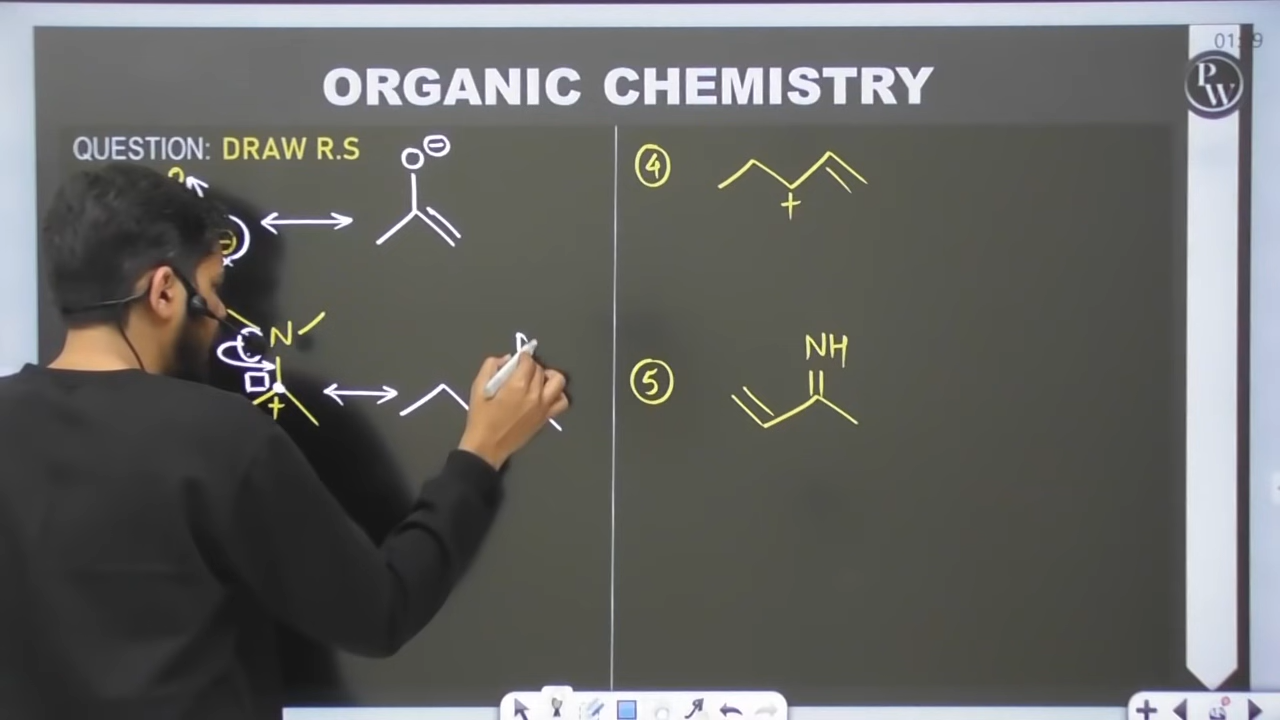 ORGANIC CHEMISTRY
PW
QUESTION: DRAW R.S
O ⊖
N
+
④
+
⑤
NH